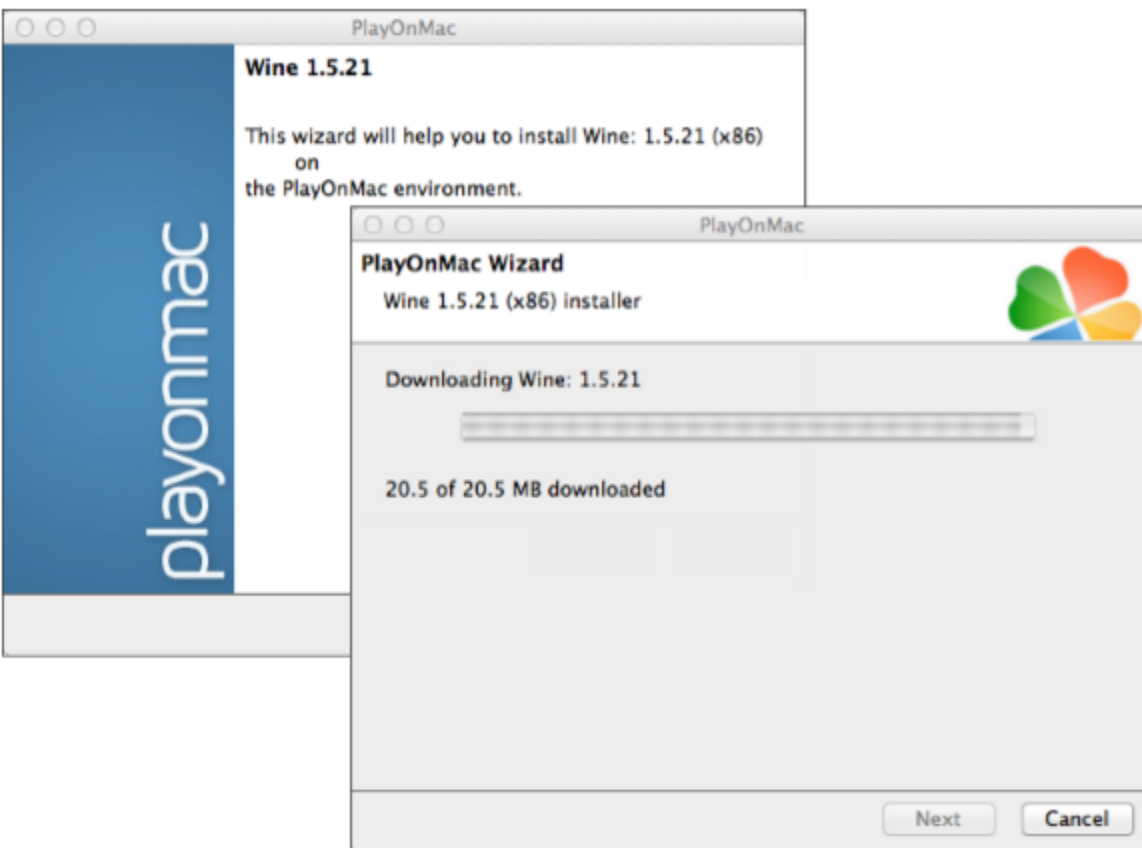 PlayOnMac
Wine 1.5.21
This wizard will help you to install Wine: 1.5.21 (x86)
on
the PlayOnMac environment.
playonmac
PlayOnMac
PlayOnMac Wizard
Wine 1.5.21 (x86) installer
Downloading Wine: 1.5.21
20.5 of 20.5 MB downloaded
Next
Cancel